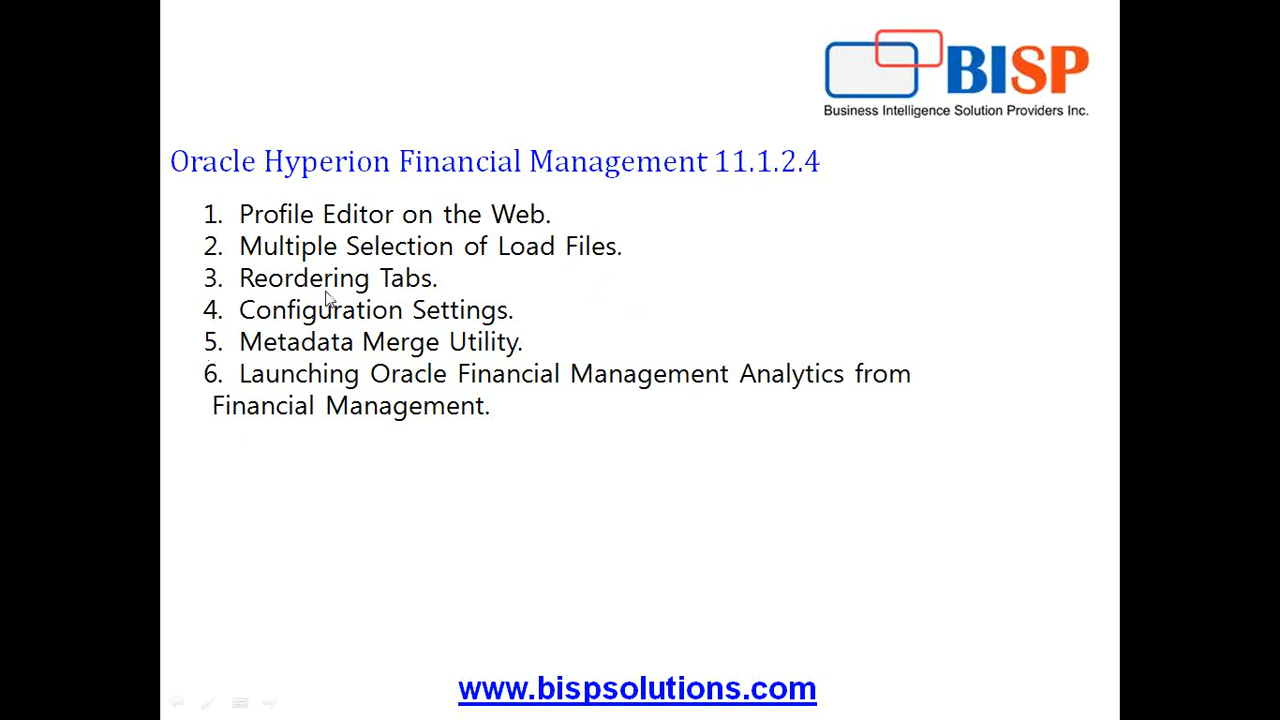 BISP
Business Intelligence Solution Providers Inc.
Oracle Hyperion Financial Management 11.1.2.4
1. Profile Editor on the Web.
2. Multiple Selection of Load Files.
3. Reordering Tabs.
4. Configuration Settings.
5. Metadata Merge Utility.
6. Launching Oracle Financial Management Analytics from
Financial Management.
www.bispsolutions.com